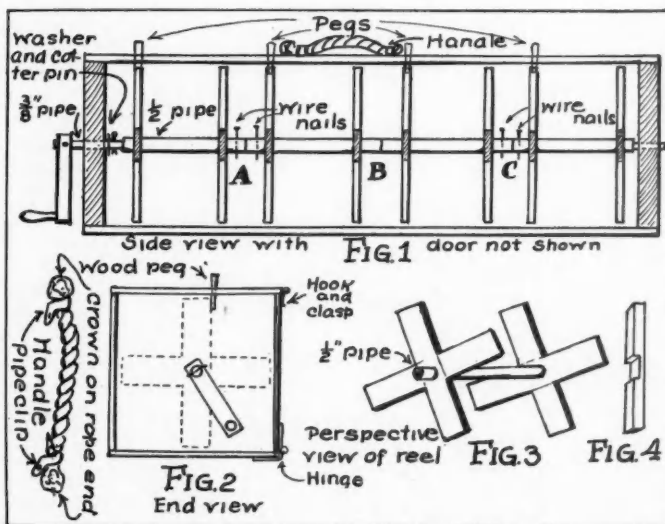 Pegs
Handle
Washer
and cot-
ter pin
3/8" pipe
1/2 pipe
wire
nails
wire
nails
A
B
C
Side view with FIG.1 door not shown
Wood peg
Hook
and
clasp
crown on rope end
Handle
Pipeclip
1/2" pipe
Perspective
view of reel
FIG.3
FIG.4
FIG.2
End view
Hinge